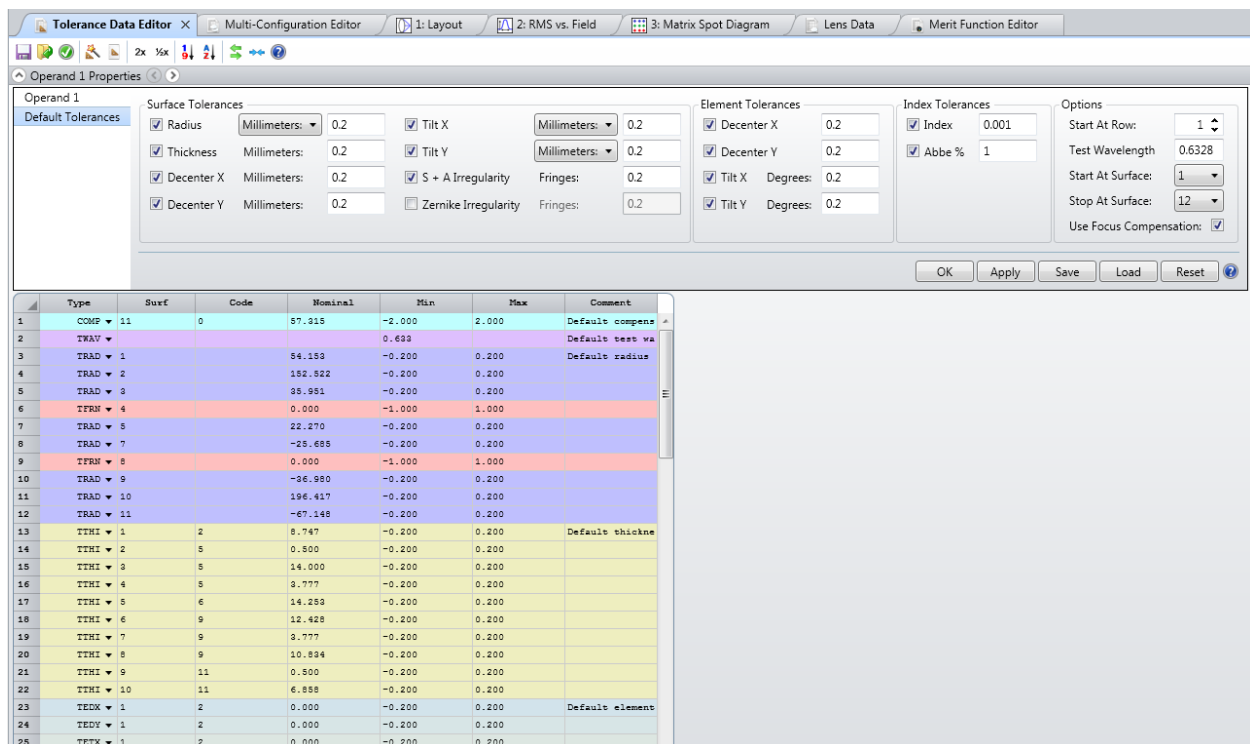 Tolerance Data Editor × Multi-Configuration Editor 1: Layout 2: RMS vs. Field 3: Matrix Spot Diagram Lens Data Merit Function Editor
2x ½x
Operand 1 Properties
Operand 1
Default Tolerances
Surface Tolerances Element Tolerances Index Tolerances Options
Radius Millimeters: 0.2 Tilt X Millimeters: 0.2 Decenter X 0.2 Index 0.001 Start At Row: 1
Thickness Millimeters: 0.2 Tilt Y Millimeters: 0.2 Decenter Y 0.2 Abbe % 1 Test Wavelength 0.6328
Decenter X Millimeters: 0.2 S + A Irregularity Fringes: 0.2 Tilt X Degrees: 0.2 Start At Surface: 1
Decenter Y Millimeters: 0.2 Zernike Irregularity Fringes: 0.2 Tilt Y Degrees: 0.2 Stop At Surface: 12
Use Focus Compensation:
OK Apply Save Load Reset
Type Surf Code Nominal Min Max Comment
1 COMP 11 0 57.315 -2.000 2.000 Default compens
2 TWAV 0.633 Default test wa
3 TRAD 1 54.153 -0.200 0.200 Default radius
4 TRAD 2 152.522 -0.200 0.200
5 TRAD 3 35.951 -0.200 0.200
6 TFRN 4 0.000 -1.000 1.000
7 TRAD 5 22.270 -0.200 0.200
8 TRAD 7 -25.685 -0.200 0.200
9 TFRN 8 0.000 -1.000 1.000
10 TRAD 9 -36.980 -0.200 0.200
11 TRAD 10 196.417 -0.200 0.200
12 TRAD 11 -67.148 -0.200 0.200
13 TTHI 1 2 8.747 -0.200 0.200 Default thickne
14 TTHI 2 5 0.500 -0.200 0.200
15 TTHI 3 5 14.000 -0.200 0.200
16 TTHI 4 5 3.777 -0.200 0.200
17 TTHI 5 6 14.253 -0.200 0.200
18 TTHI 6 9 12.428 -0.200 0.200
19 TTHI 7 9 3.777 -0.200 0.200
20 TTHI 8 9 10.834 -0.200 0.200
21 TTHI 9 11 0.500 -0.200 0.200
22 TTHI 10 11 6.858 -0.200 0.200
23 TEDX 1 2 0.000 -0.200 0.200 Default element
24 TEDY 1 2 0.000 -0.200 0.200
25 TETX 1 2 0.000 -0.200 0.200